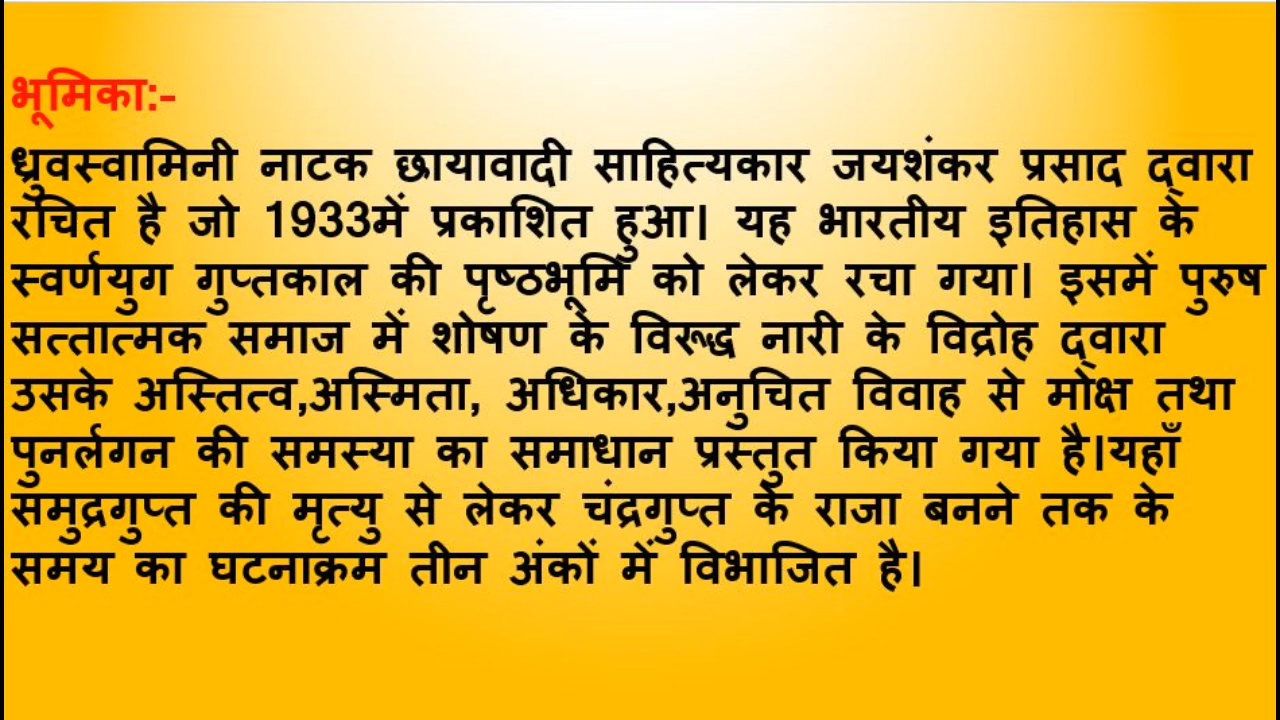 भूमिका:-
ध्रुवस्वामिनी नाटक छायावादी साहित्यकार जयशंकर प्रसाद द्वारा
रचित है जो 1933में प्रकाशित हुआ। यह भारतीय इतिहास के
स्वर्णयुग गुप्तकाल की पृष्ठभूमि को लेकर रचा गया। इसमें पुरुष
सत्तात्मक समाज में शोषण के विरूद्ध नारी के विद्रोह द्वारा
उसके अस्तित्व,अस्मिता, अधिकार,अनुचित विवाह से मोक्ष तथा
पुनर्लगन की समस्या का समाधान प्रस्तुत किया गया है।यहाँ
समुद्रगुप्त की मृत्यु से लेकर चंद्रगुप्त के राजा बनने तक के
समय का घटनाक्रम तीन अंकों में विभाजित है।